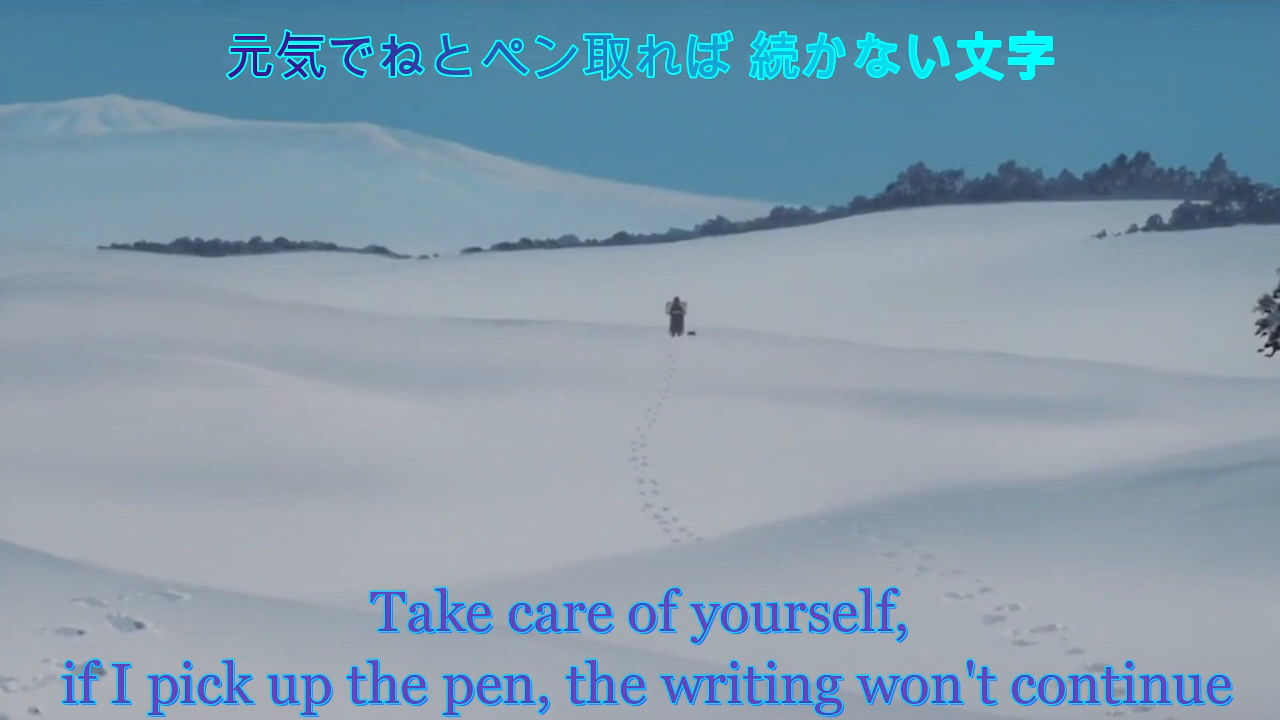 元気でねとペン取れば 続かない文字
Take care of yourself,
if I pick up the pen, the writing won't continue